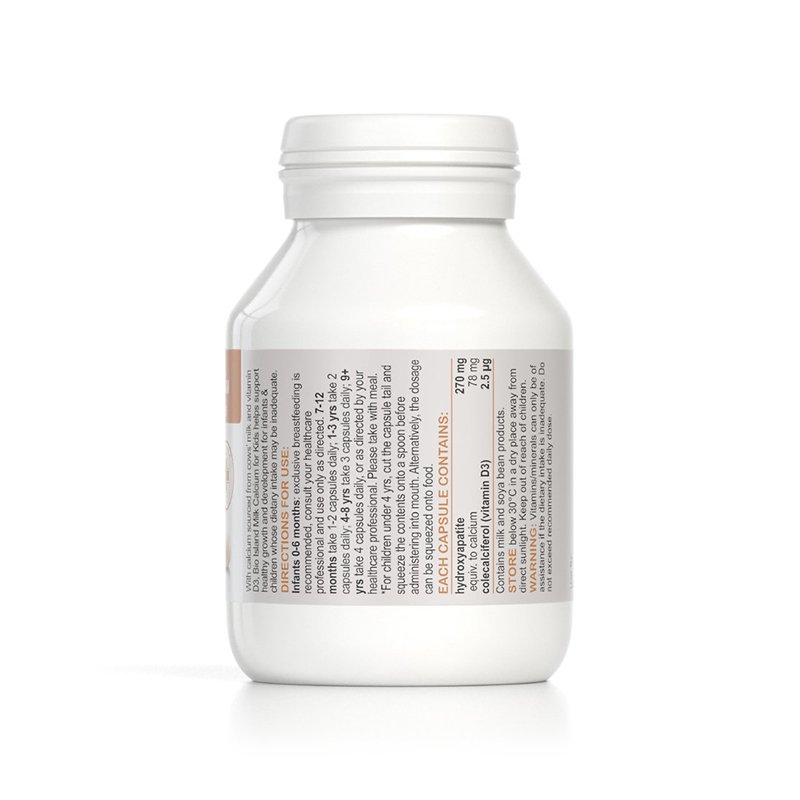 With calcium sourced from cows' milk and vitamin
D3. Bio Island Milk Calcium for Kids helps support
healthy growth and development for infants &
children whose dietary intake may be inadequate.
DIRECTIONS FOR USE:
Infants 0-6 months: exclusive breastfeeding is
recommended, consult your healthcare
professional and use only as directed. 7-12
months take 1-2 capsules daily; 1-3 yrs take 2
capsules daily; 4-8 yrs take 3 capsules daily; 9+
yrs take 4 capsules daily, or as directed by your
healthcare professional. Please take with meal.
*For children under 4 yrs, cut the capsule tail and
squeeze the contents onto a spoon before
administering into mouth. Alternatively, the dosage
can be squeezed onto food.
EACH CAPSULE CONTAINS:
hydroxyapatite 270 mg
equiv. to calcium 78 mg
colecalciferol (vitamin D3) 2.5 µg
Contains milk and soya bean products.
STORE below 30°C in a dry place away from
direct sunlight. Keep out of reach of children.
WARNING: Vitamins/minerals can only be of
assistance if the dietary intake is inadequate. Do
not exceed recommended daily dose.